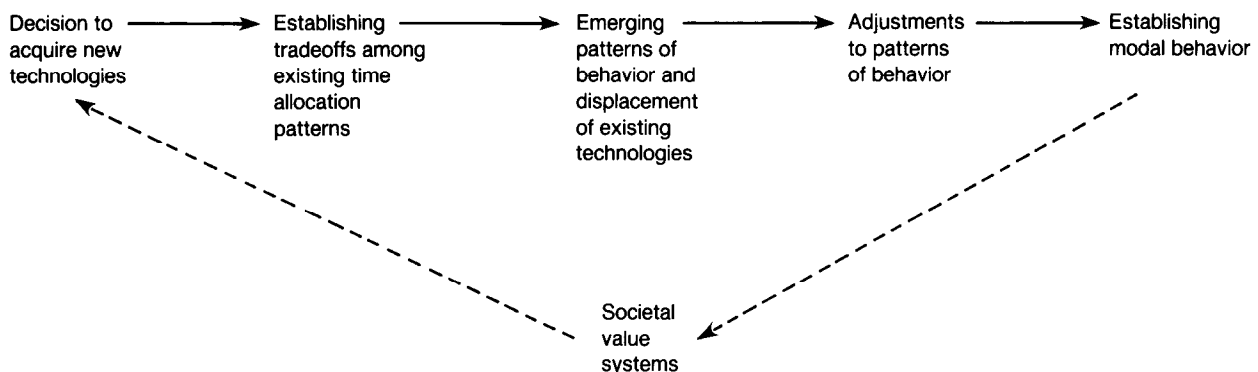 Decision to
acquire new
technologies
Establishing
tradeoffs among
existing time
allocation
patterns
Emerging
patterns of
behavior and
displacement
of existing
technologies
Adjustments
to patterns
of behavior
Establishing
modal behavior
Societal
value
systems